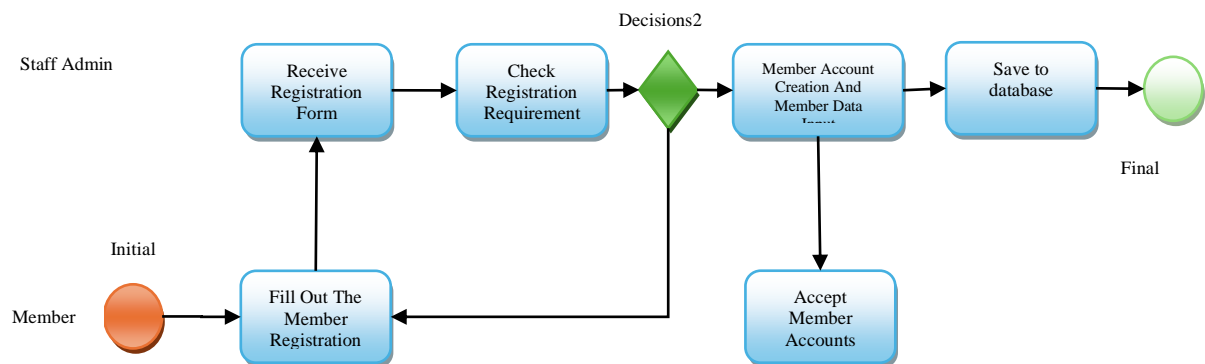 Decisions2
Staff Admin
Receive
Registration
Form
Check
Registration
Requirement
Member Account
Creation And
Member Data
Input
Save to
database
Final
Initial
Member
Fill Out The
Member
Registration
Accept
Member
Accounts